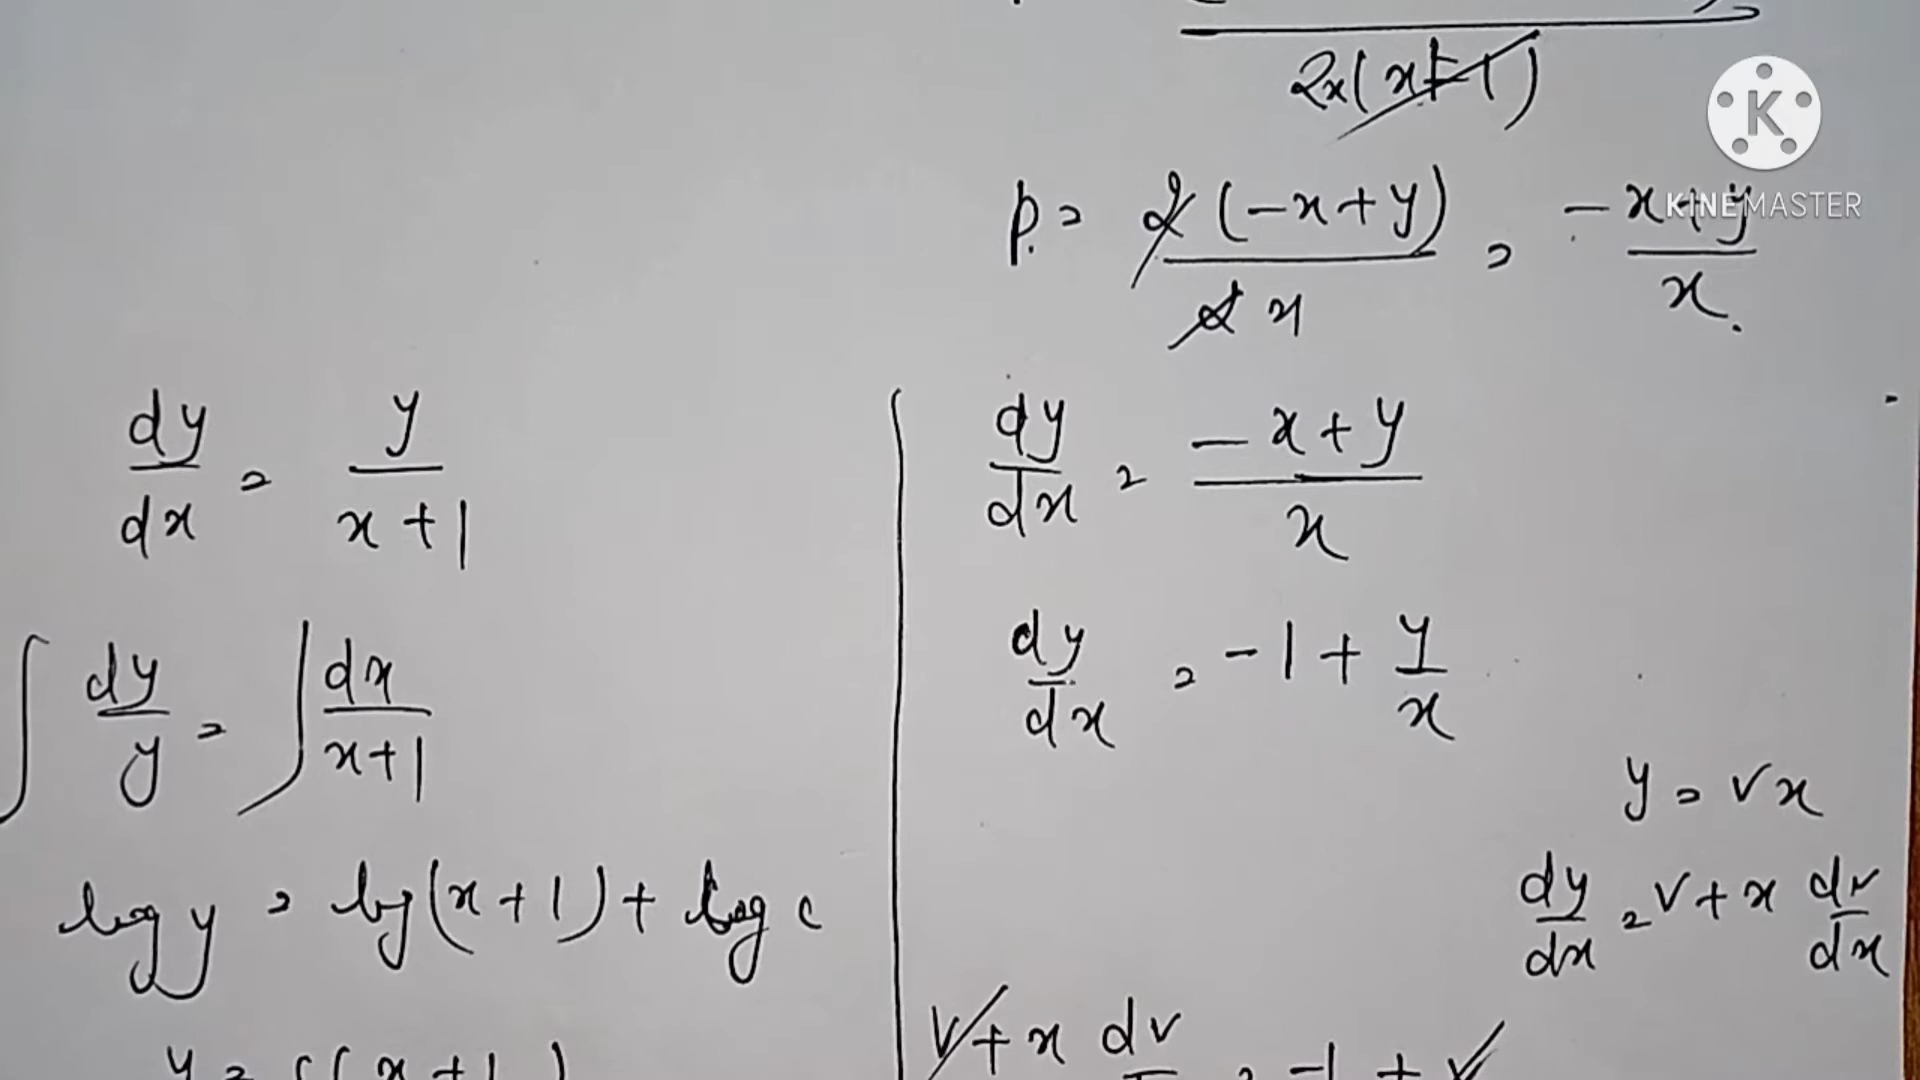 2x(x+1)
K
KINEMASTER
p = 2(-x+y) / 2x = -x+y / x
dy/dx = y / x+1
∫ dy/y = ∫ dx / x+1
log y = log(x+1) + log c
y = c(x+1)
dy/dx = -x+y / x
dy/dx = -1 + y/x
y = vx
dy/dx = v + x dv/dx
v + x dv = -1 + v